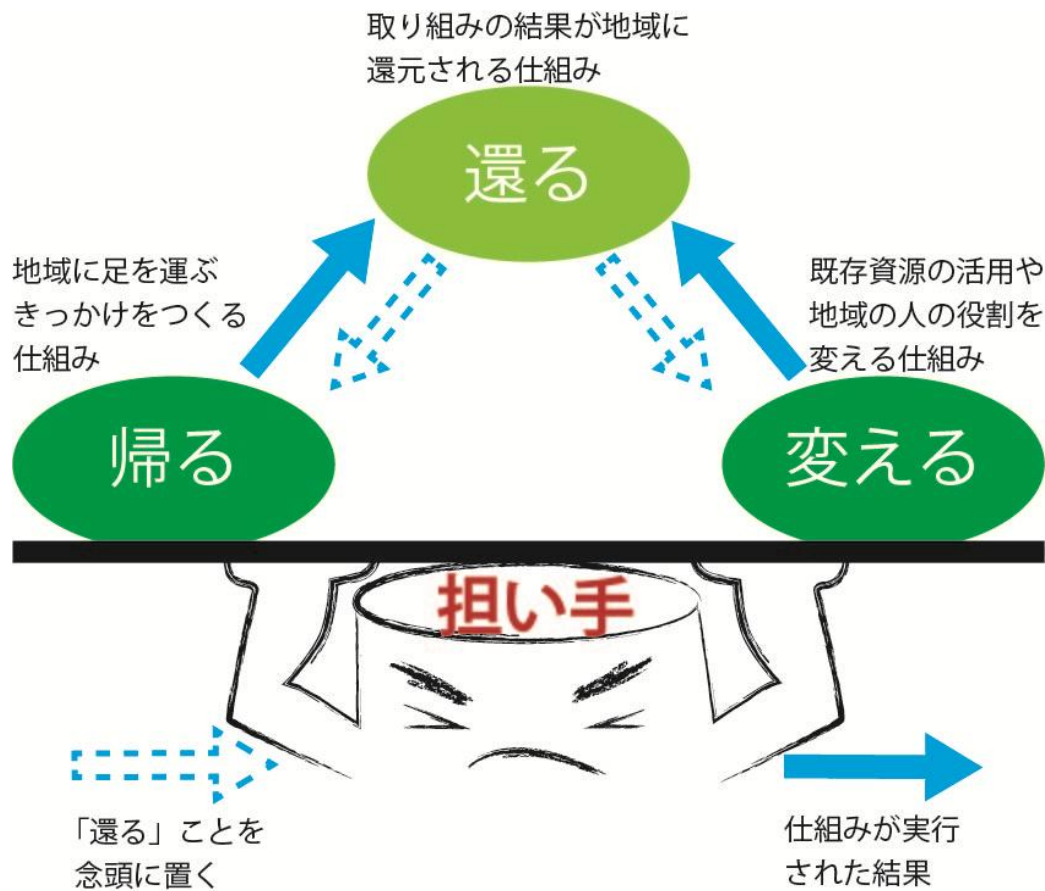 取り組みの結果が地域に
還元される仕組み
還る
地域に足を運ぶ
きっかけをつくる
仕組み
既存資源の活用や
地域の人の役割を
変える仕組み
帰る
変える
担い手
「還る」ことを
念頭に置く
仕組みが実行
された結果